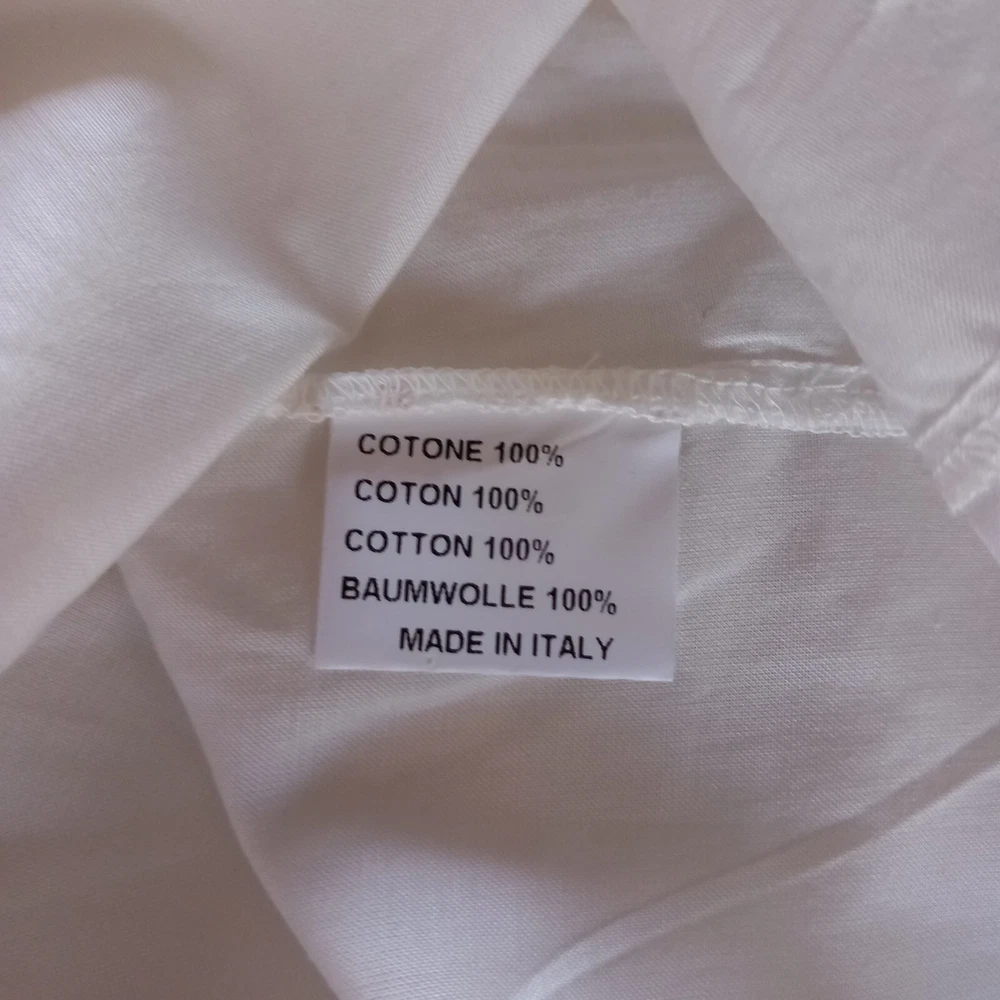 COTONE 100%
COTON 100%
COTTON 100%
BAUMWOLLE 100%
MADE IN ITALY